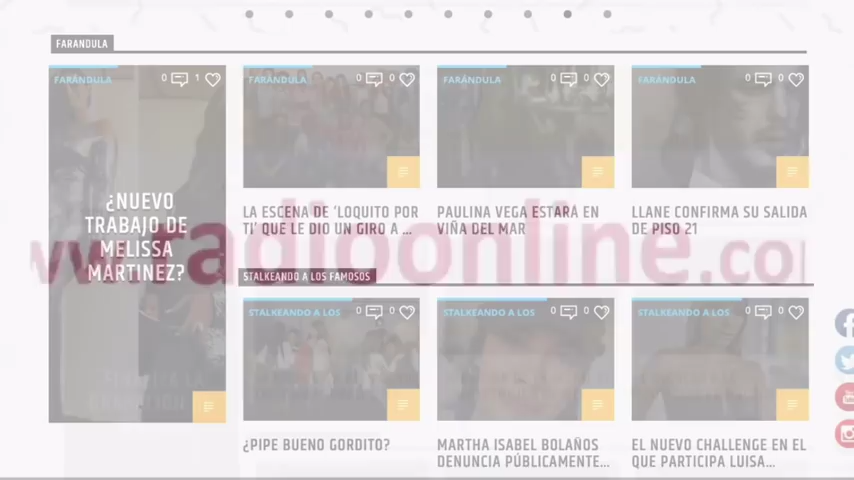 FARANDULA
FARÁNDULA 0 1
FARÁNDULA 0 0
FARÁNDULA 0 0
FARÁNDULA 0 0
¿NUEVO
TRABAJO DE
MELISSA
MARTINEZ?
LA ESCENA DE ‘LOQUITO POR
TI’ QUE LE DIO UN GIRO A ...
PAULINA VEGA ESTARÁ EN
VIÑA DEL MAR
LLANE CONFIRMA SU SALIDA
DE PISO 21
w.radioonline.co
STALKEANDO A LOS FAMOSOS
STALKEANDO A LOS 0 0
STALKEANDO A LOS 0 0
STALKEANDO A LOS 0 0
¿PIPE BUENO GORDITO?
MARTHA ISABEL BOLAÑOS
DENUNCIA PÚBLICAMENTE...
EL NUEVO CHALLENGE EN EL
QUE PARTICIPA LUISA...